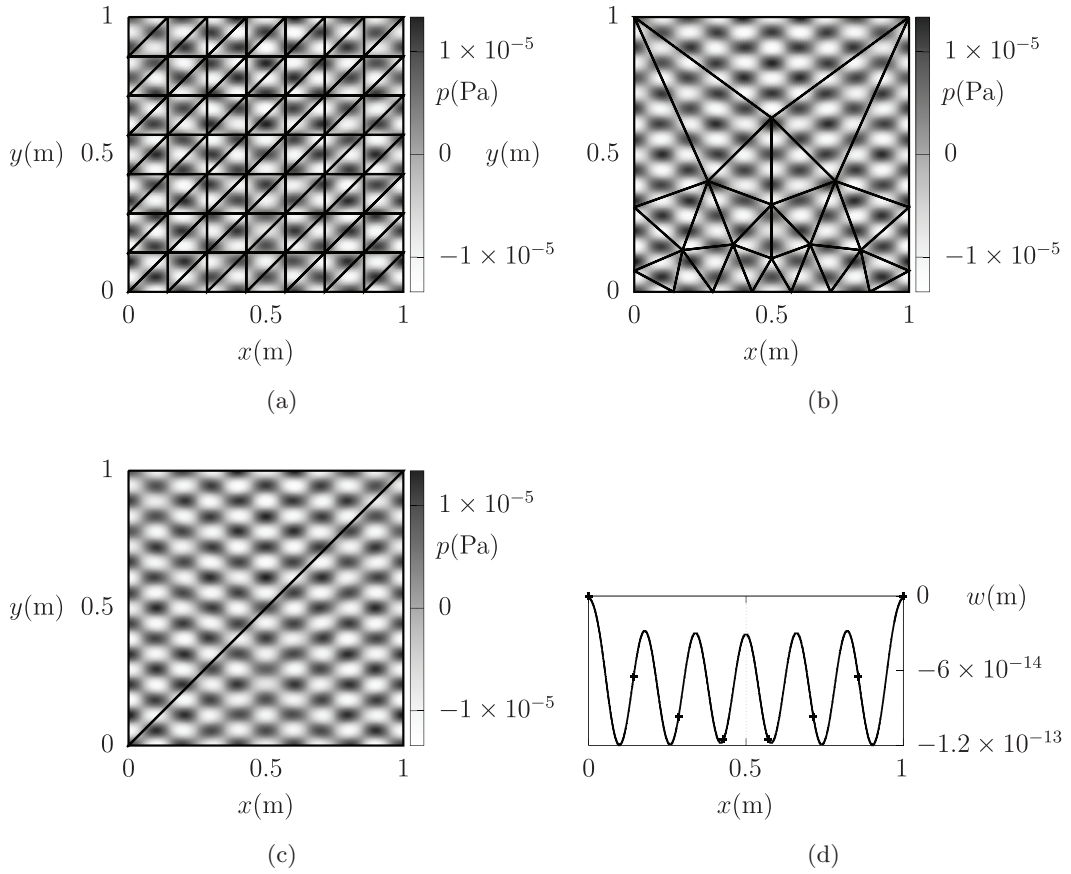 1
1 × 10⁻⁵
p(Pa)
y(m)
0.5
0
−1 × 10⁻⁵
0
0
0.5
1
x(m)
(a)
1
1 × 10⁻⁵
p(Pa)
y(m)
0.5
0
−1 × 10⁻⁵
0
0
0.5
1
x(m)
(b)
1
1 × 10⁻⁵
p(Pa)
y(m)
0.5
0
−1 × 10⁻⁵
0
0
0.5
1
x(m)
(c)
0
w(m)
−6 × 10⁻¹⁴
−1.2 × 10⁻¹³
0
0.5
1
x(m)
(d)